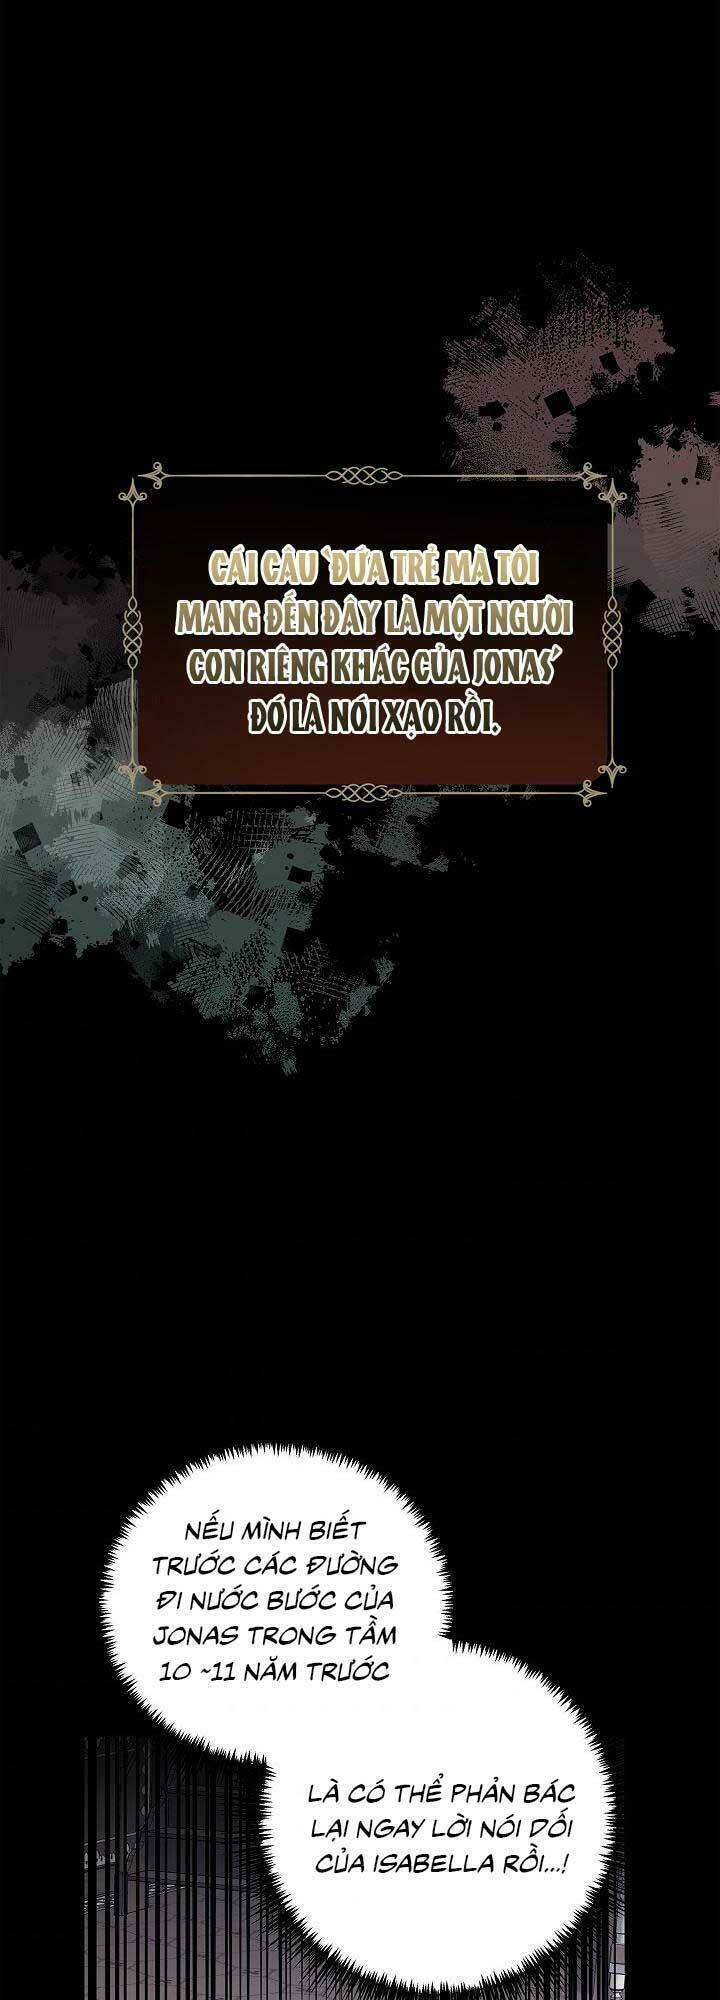 CÁI CÂU `ĐỨA TRẺ MÀ TÔI
MANG ĐẾN ĐÂY LÀ MỘT NGƯỜI
CON RIÊNG KHÁC CỦA JONAS´
ĐÓ LÀ NÓI XẠO RỒI.
NẾU MÌNH BIẾT
TRƯỚC CÁC ĐƯỜNG
ĐI NƯỚC BƯỚC CỦA
JONAS TRONG TẦM
10 ~11 NĂM TRƯỚC
LÀ CÓ THỂ PHẢN BÁC
LẠI NGAY LỜI NÓI DỐI
CỦA ISABELLA RỒI...!